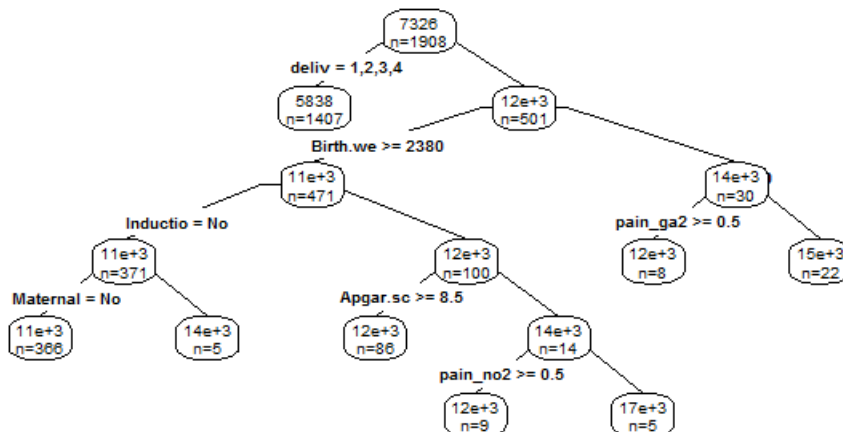 7326
n=1908
deliv = 1,2,3,4
5838
n=1407
12e+3
n=501
Birth.we >= 2380
11e+3
n=471
14e+3
n=30
Inductio = No
pain_ga2 >= 0.5
11e+3
n=371
12e+3
n=100
12e+3
n=8
15e+3
n=22
Maternal = No
Apgar.sc >= 8.5
11e+3
n=366
14e+3
n=5
12e+3
n=86
14e+3
n=14
pain_no2 >= 0.5
12e+3
n=9
17e+3
n=5